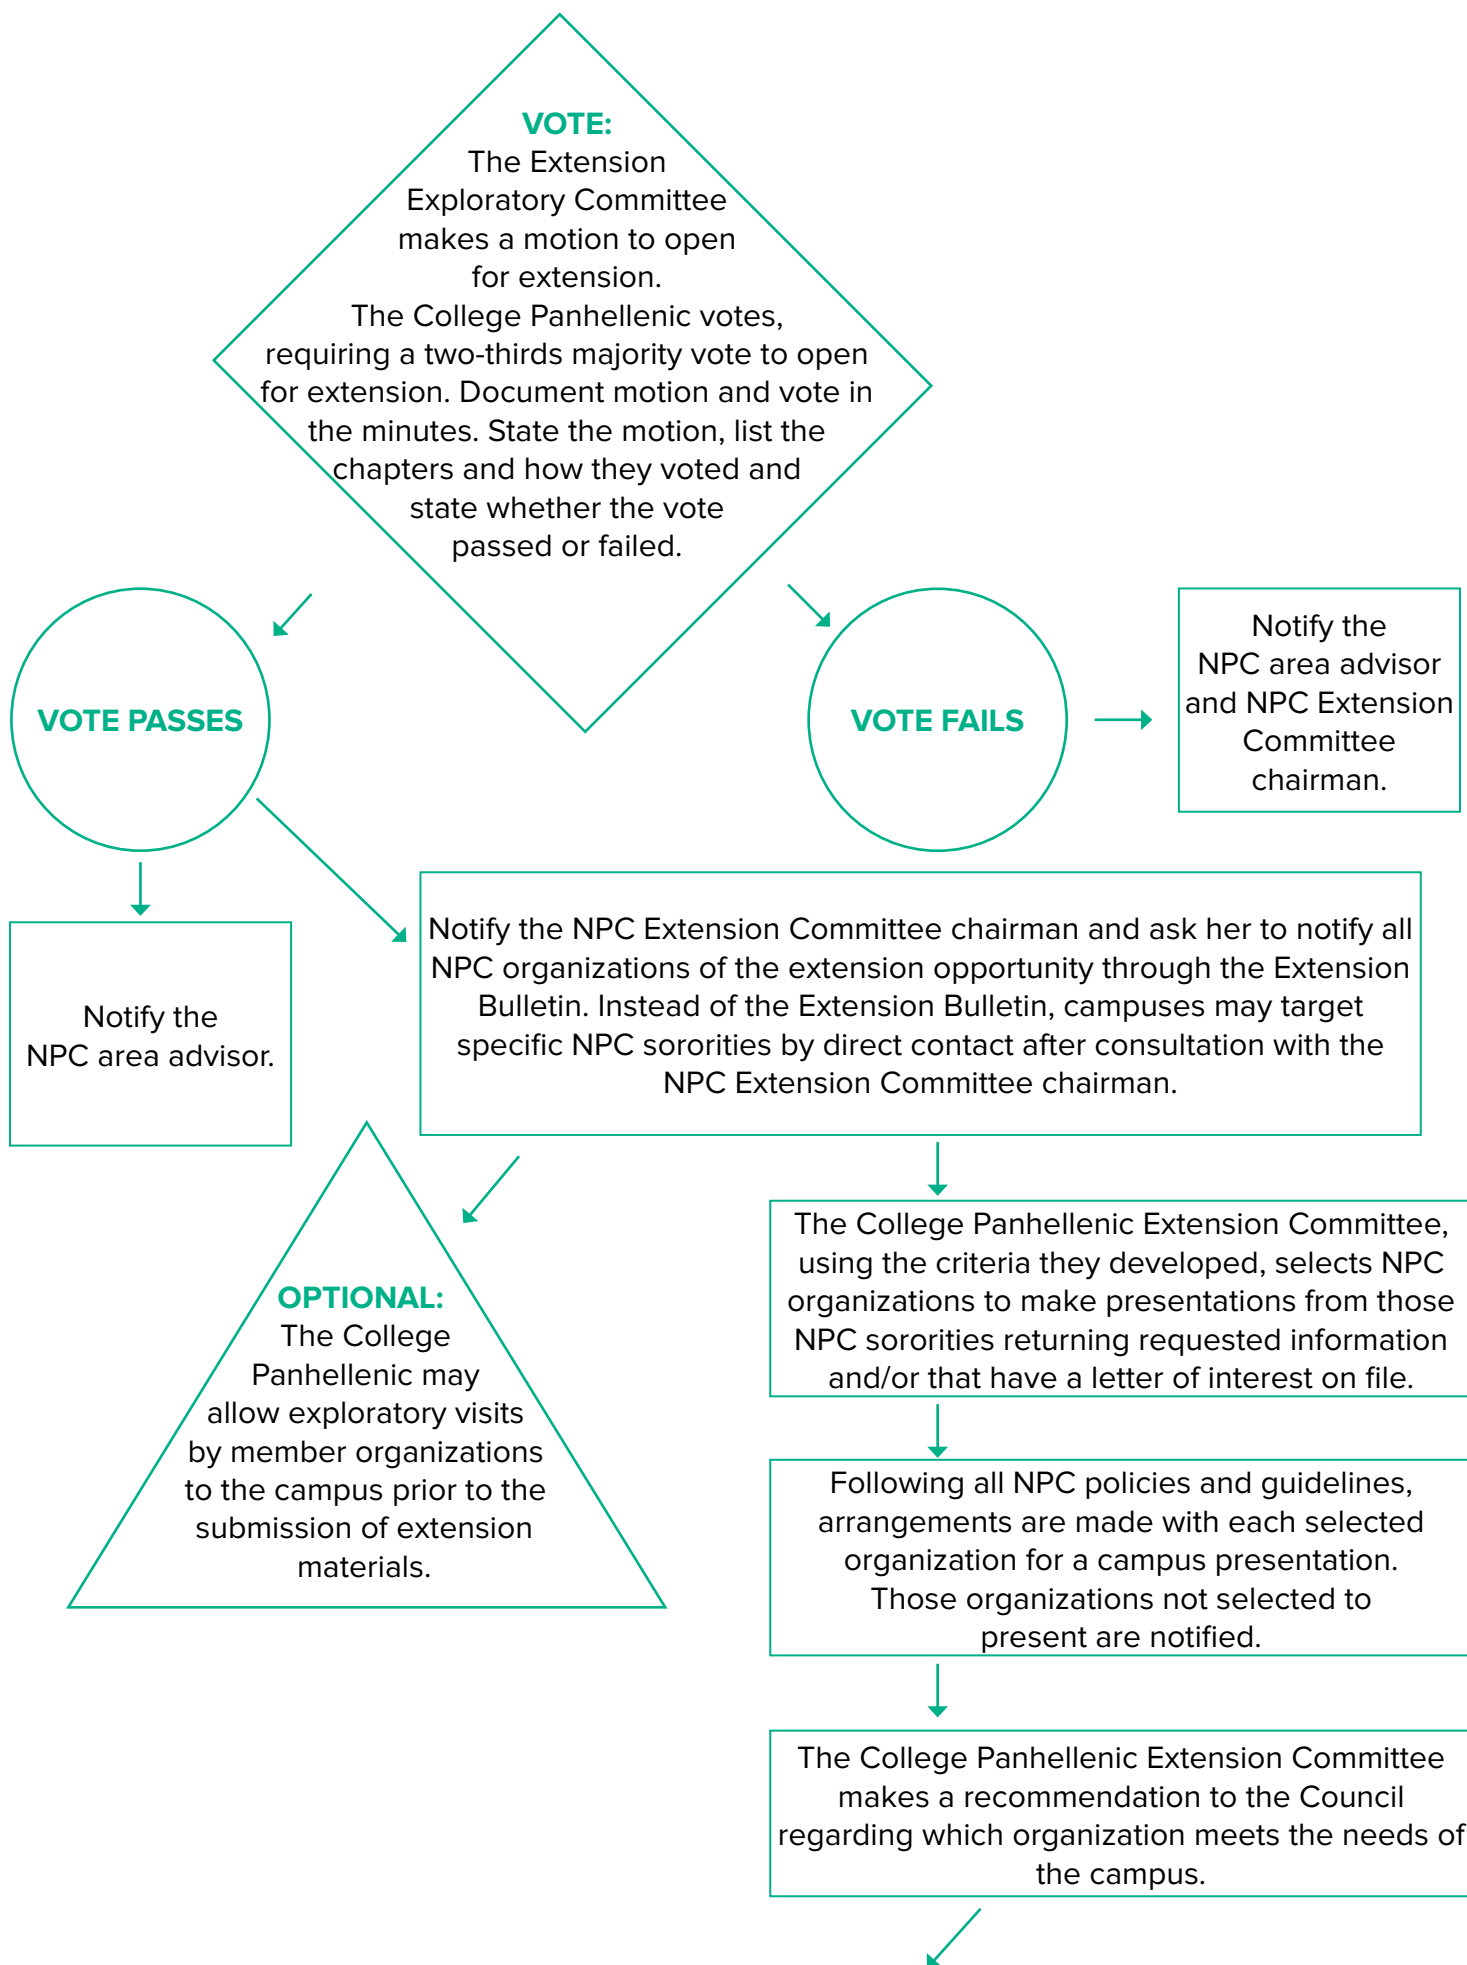 VOTE:
The Extension
Exploratory Committee
makes a motion to open
for extension.
The College Panhellenic votes,
requiring a two-thirds majority vote to open
for extension. Document motion and vote in
the minutes. State the motion, list the
chapters and how they voted and
state whether the vote
passed or failed.
VOTE PASSES
VOTE FAILS
Notify the
NPC area advisor
and NPC Extension
Committee
chairman.
Notify the
NPC area advisor.
Notify the NPC Extension Committee chairman and ask her to notify all
NPC organizations of the extension opportunity through the Extension
Bulletin. Instead of the Extension Bulletin, campuses may target
specific NPC sororities by direct contact after consultation with the
NPC Extension Committee chairman.
OPTIONAL:
The College
Panhellenic may
allow exploratory visits
by member organizations
to the campus prior to the
submission of extension
materials.
The College Panhellenic Extension Committee,
using the criteria they developed, selects NPC
organizations to make presentations from those
NPC sororities returning requested information
and/or that have a letter of interest on file.
Following all NPC policies and guidelines,
arrangements are made with each selected
organization for a campus presentation.
Those organizations not selected to
present are notified.
The College Panhellenic Extension Committee
makes a recommendation to the Council
regarding which organization meets the needs of
the campus.